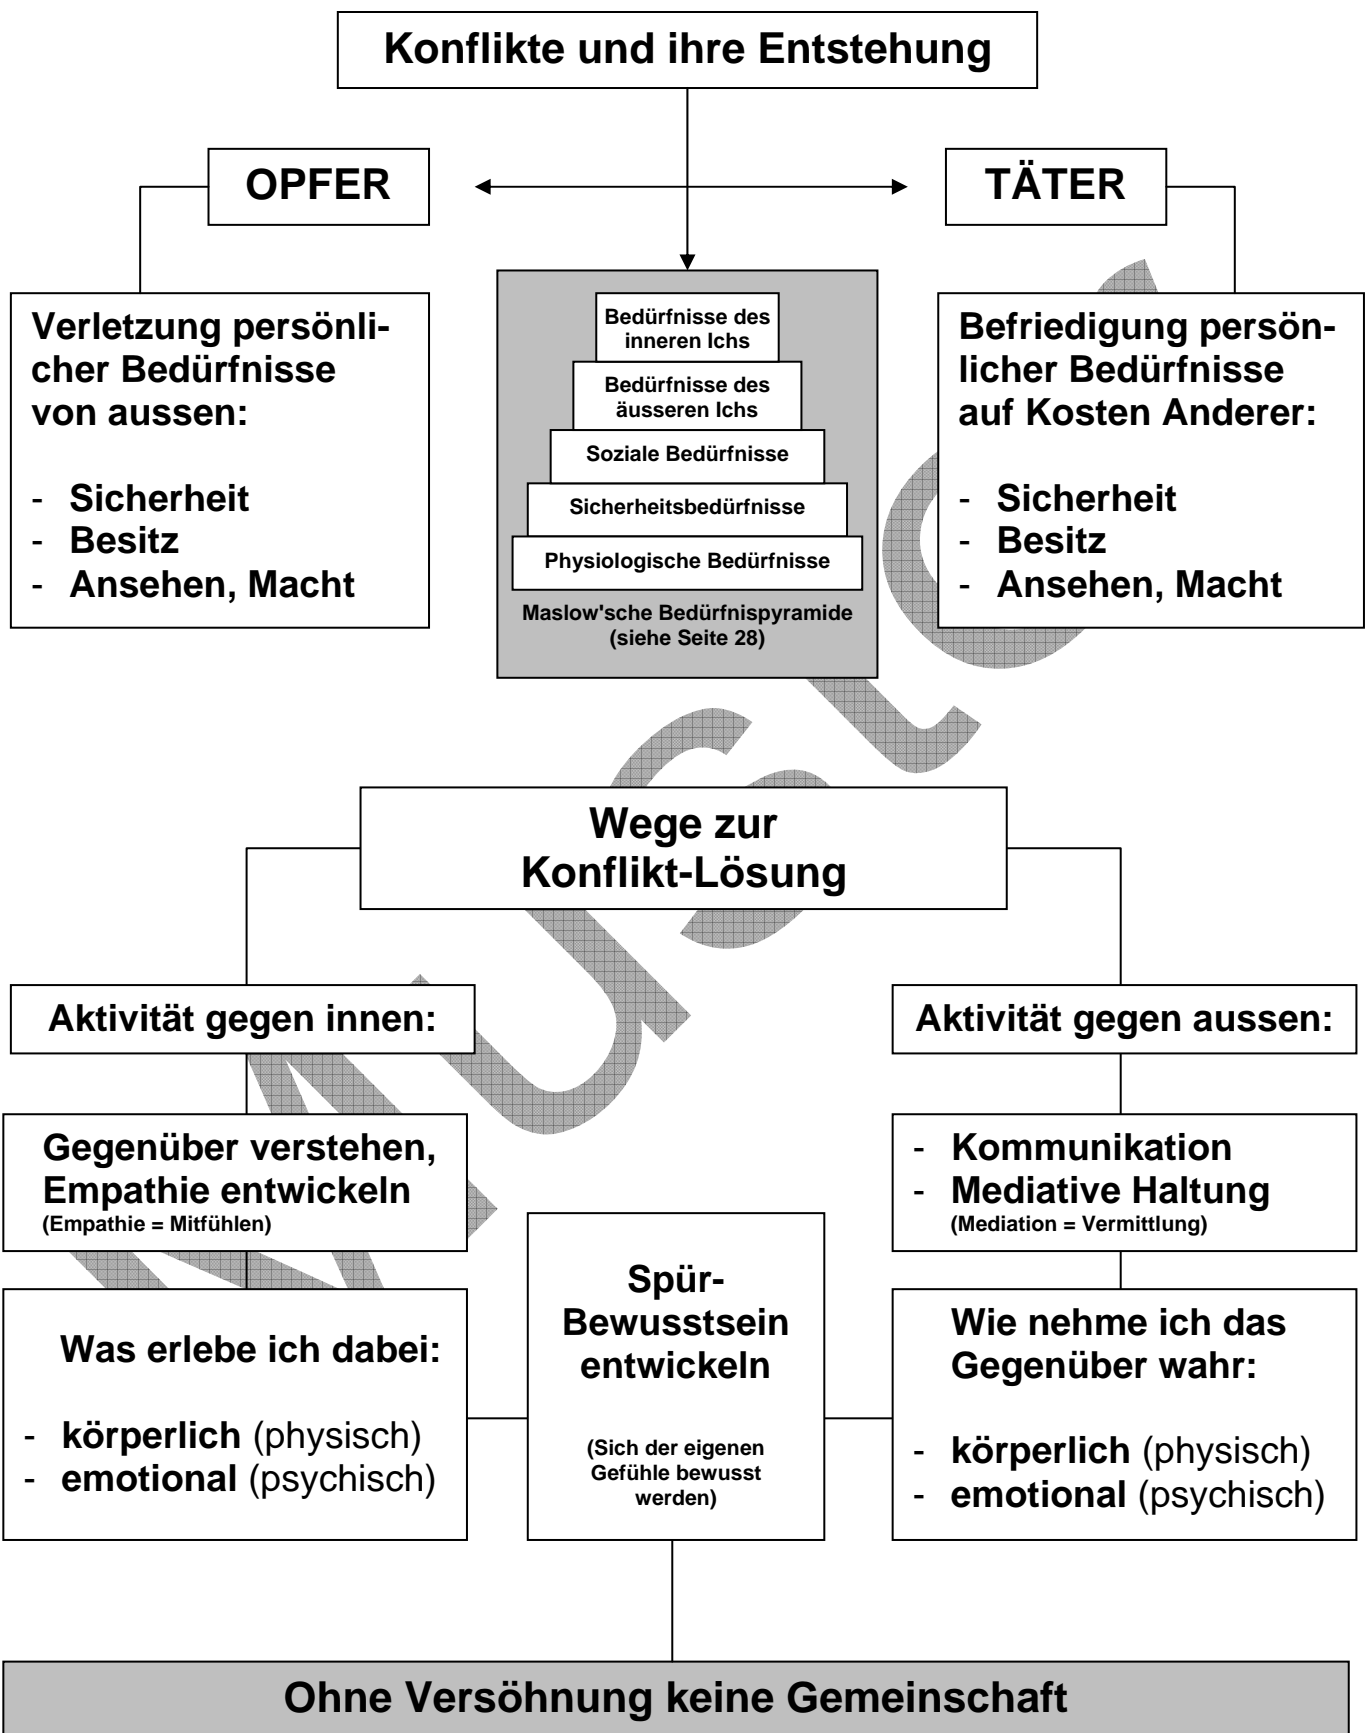 Konflikte und ihre Entstehung
OPFER
TÄTER
Verletzung persönli-
cher Bedürfnisse
von aussen:
- Sicherheit
- Besitz
- Ansehen, Macht
Bedürfnisse des
inneren Ichs
Bedürfnisse des
äusseren Ichs
Soziale Bedürfnisse
Sicherheitsbedürfnisse
Physiologische Bedürfnisse
Maslow'sche Bedürfnispyramide
(siehe Seite 28)
Befriedigung persön-
licher Bedürfnisse
auf Kosten Anderer:
- Sicherheit
- Besitz
- Ansehen, Macht
Muster
Wege zur
Konflikt-Lösung
Aktivität gegen innen:
Aktivität gegen aussen:
Gegenüber verstehen,
Empathie entwickeln
(Empathie = Mitfühlen)
- Kommunikation
- Mediative Haltung
(Mediation = Vermittlung)
Was erlebe ich dabei:
- körperlich (physisch)
- emotional (psychisch)
Spür-
Bewusstsein
entwickeln
(Sich der eigenen
Gefühle bewusst
werden)
Wie nehme ich das
Gegenüber wahr:
- körperlich (physisch)
- emotional (psychisch)
Ohne Versöhnung keine Gemeinschaft